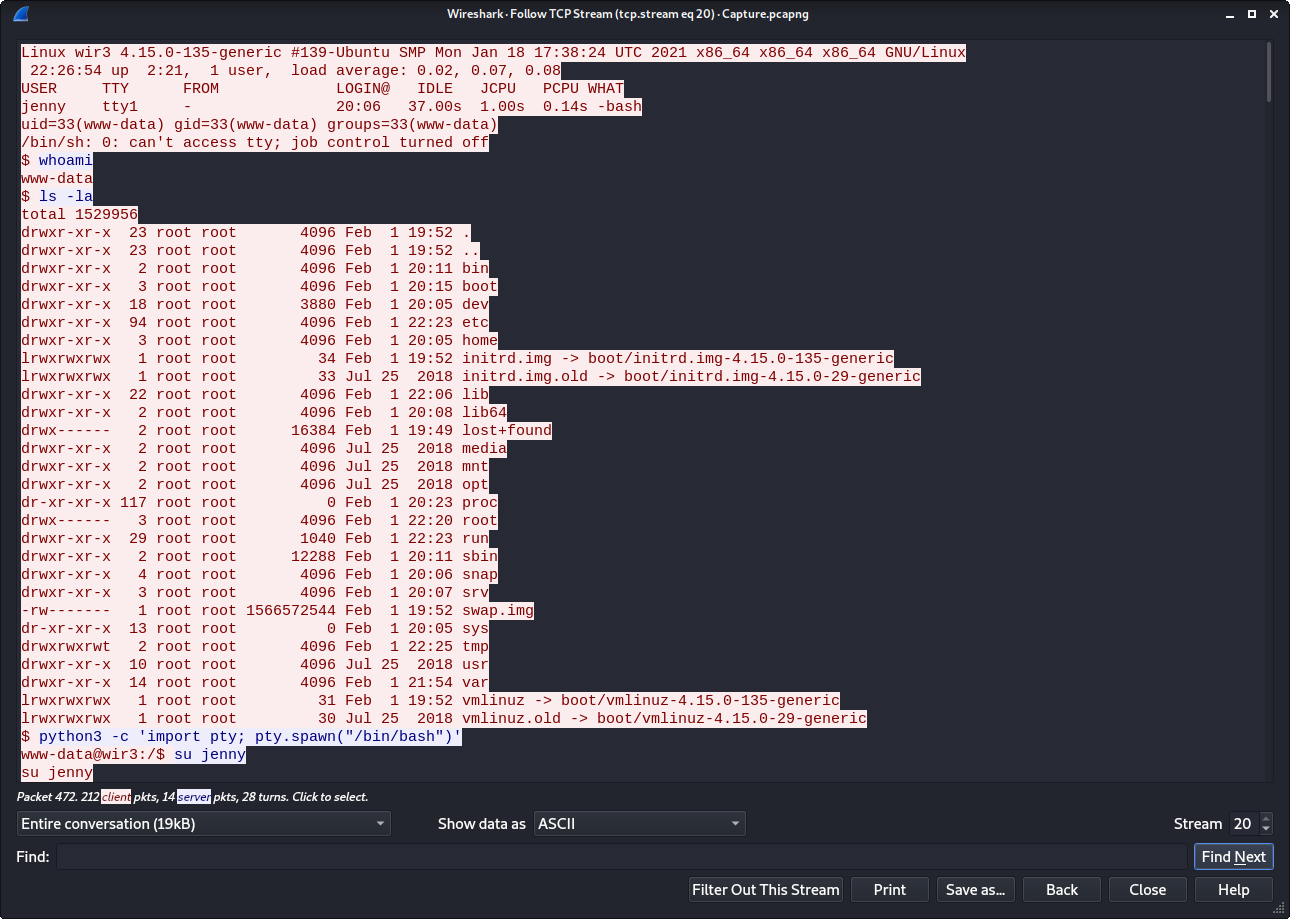 Wireshark · Follow TCP Stream (tcp.stream eq 20) · Capture.pcapng
Linux wir3 4.15.0-135-generic #139-Ubuntu SMP Mon Jan 18 17:38:24 UTC 2021 x86_64 x86_64 x86_64 GNU/Linux
 22:26:54 up  2:21,  1 user,  load average: 0.02, 0.07, 0.08
USER     TTY      FROM             LOGIN@   IDLE   JCPU   PCPU WHAT
jenny    tty1     -                20:06   37.00s  1.00s  0.14s -bash
uid=33(www-data) gid=33(www-data) groups=33(www-data)
/bin/sh: 0: can't access tty; job control turned off
$ whoami
www-data
$ ls -la
total 1529956
drwxr-xr-x  23 root root       4096 Feb  1 19:52 .
drwxr-xr-x  23 root root       4096 Feb  1 19:52 ..
drwxr-xr-x   2 root root       4096 Feb  1 20:11 bin
drwxr-xr-x   3 root root       4096 Feb  1 20:15 boot
drwxr-xr-x  18 root root       3880 Feb  1 20:05 dev
drwxr-xr-x  94 root root       4096 Feb  1 22:23 etc
drwxr-xr-x   3 root root       4096 Feb  1 20:05 home
lrwxrwxrwx   1 root root         34 Feb  1 19:52 initrd.img -> boot/initrd.img-4.15.0-135-generic
lrwxrwxrwx   1 root root         33 Jul 25  2018 initrd.img.old -> boot/initrd.img-4.15.0-29-generic
drwxr-xr-x  22 root root       4096 Feb  1 22:06 lib
drwxr-xr-x   2 root root       4096 Feb  1 20:08 lib64
drwx------   2 root root      16384 Feb  1 19:49 lost+found
drwxr-xr-x   2 root root       4096 Jul 25  2018 media
drwxr-xr-x   2 root root       4096 Jul 25  2018 mnt
drwxr-xr-x   2 root root       4096 Jul 25  2018 opt
dr-xr-xr-x 117 root root          0 Feb  1 20:23 proc
drwx------   3 root root       4096 Feb  1 22:20 root
drwxr-xr-x  29 root root       1040 Feb  1 22:23 run
drwxr-xr-x   2 root root      12288 Feb  1 20:11 sbin
drwxr-xr-x   4 root root       4096 Feb  1 20:06 snap
drwxr-xr-x   3 root root       4096 Feb  1 20:07 srv
-rw-------   1 root root 1566572544 Feb  1 19:52 swap.img
dr-xr-xr-x  13 root root          0 Feb  1 20:05 sys
drwxrwxrwt   2 root root       4096 Feb  1 22:25 tmp
drwxr-xr-x  10 root root       4096 Jul 25  2018 usr
drwxr-xr-x  14 root root       4096 Feb  1 21:54 var
lrwxrwxrwx   1 root root         31 Feb  1 19:52 vmlinuz -> boot/vmlinuz-4.15.0-135-generic
lrwxrwxrwx   1 root root         30 Jul 25  2018 vmlinuz.old -> boot/vmlinuz-4.15.0-29-generic
$ python3 -c 'import pty; pty.spawn("/bin/bash")'
www-data@wir3:/$ su jenny
su jenny
Packet 472. 212 client pkts, 14 server pkts, 28 turns. Click to select.
Entire conversation (19kB) Show data as ASCII Stream 20
Find: Find Next
Filter Out This Stream Print Save as... Back Close Help